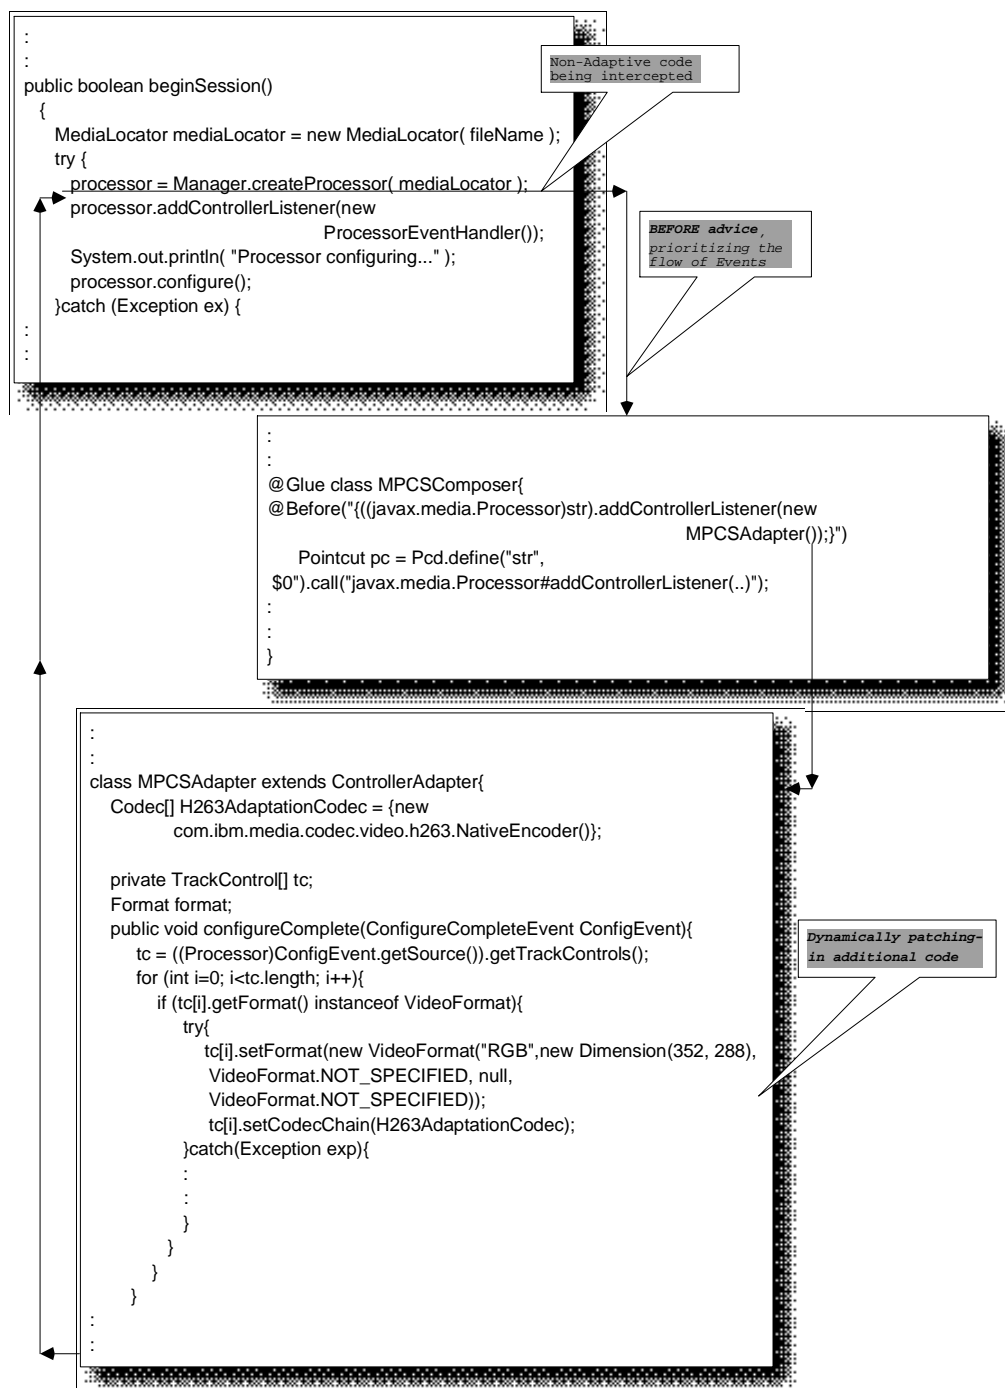 :
:
public boolean beginSession()
{
MediaLocator mediaLocator = new MediaLocator( fileName );
try {
processor = Manager.createProcessor( mediaLocator );
processor.addControllerListener(new
ProcessorEventHandler());
System.out.println( "Processor configuring..." );
processor.configure();
}catch (Exception ex) {
:
:
Non-Adaptive code
being intercepted
BEFORE advice,
prioritizing the
flow of Events
:
:
@Glue class MPCSComposer{
@Before("{((javax.media.Processor)str).addControllerListener(new
MPCSAdapter());}")
Pointcut pc = Pcd.define("str",
$0").call("javax.media.Processor#addControllerListener(..)");
:
:
}
:
:
class MPCSAdapter extends ControllerAdapter{
Codec[] H263AdaptationCodec = {new
com.ibm.media.codec.video.h263.NativeEncoder()};
private TrackControl[] tc;
Format format;
public void configureComplete(ConfigureCompleteEvent ConfigEvent){
tc = ((Processor)ConfigEvent.getSource()).getTrackControls();
for (int i=0; i<tc.length; i++){
if (tc[i].getFormat() instanceof VideoFormat){
try{
tc[i].setFormat(new VideoFormat("RGB",new Dimension(352, 288),
VideoFormat.NOT_SPECIFIED, null,
VideoFormat.NOT_SPECIFIED));
tc[i].setCodecChain(H263AdaptationCodec);
}catch(Exception exp){
:
:
}
}
}
}
:
:
Dynamically patching-
in additional code